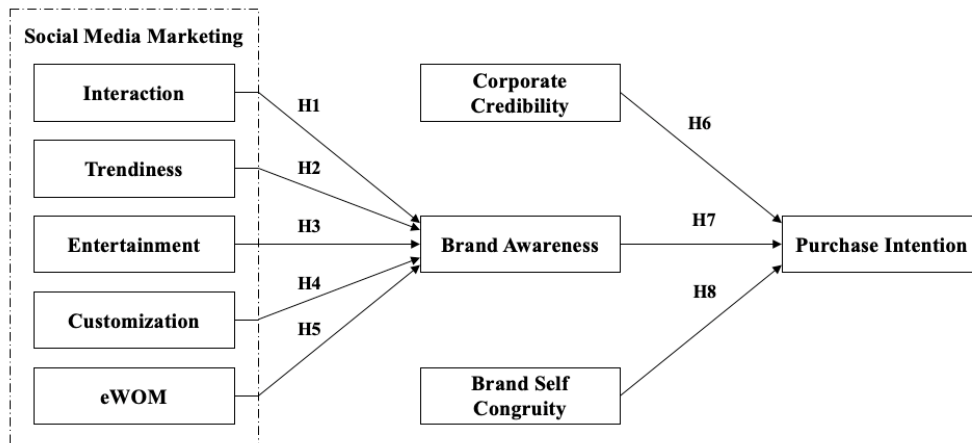 Social Media Marketing
Interaction
Trendiness
Entertainment
Customization
eWOM
H1
H2
H3
H4
H5
Corporate
Credibility
Brand Awareness
Brand Self
Congruity
H6
H7
H8
Purchase Intention